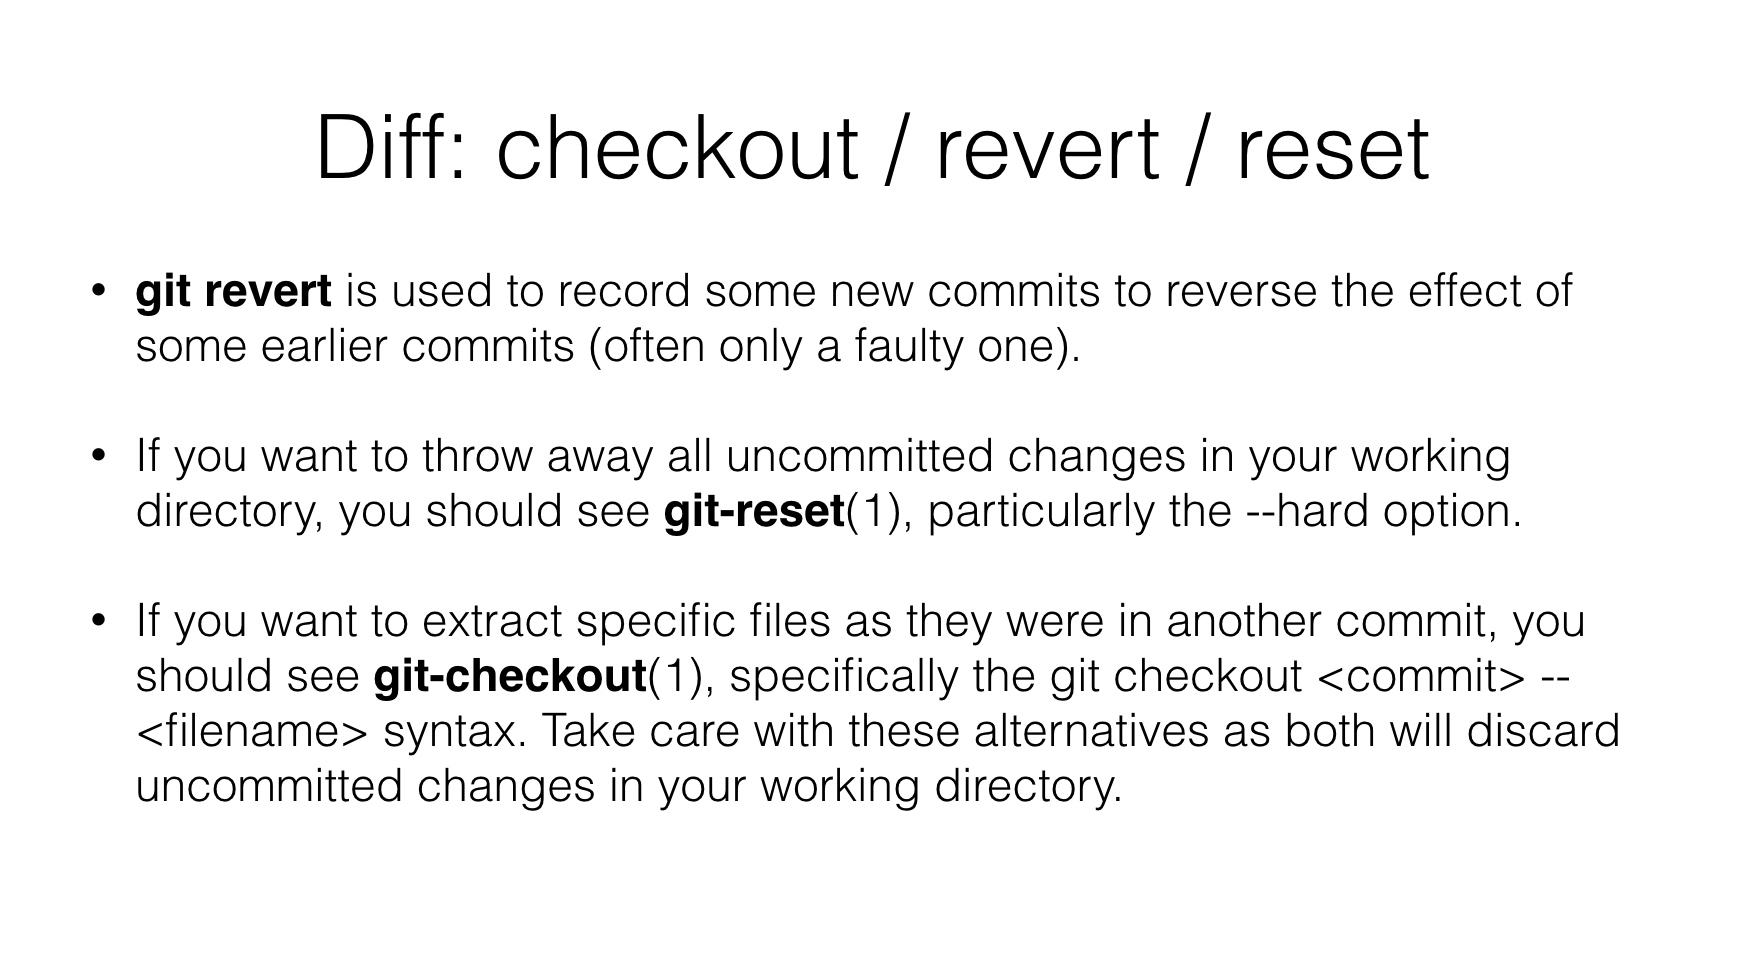 Diff: checkout / revert / reset
• git revert is used to record some new commits to reverse the effect of
some earlier commits (often only a faulty one).
• If you want to throw away all uncommitted changes in your working
directory, you should see git-reset(1), particularly the --hard option.
• If you want to extract specific files as they were in another commit, you
should see git-checkout(1), specifically the git checkout <commit> --
<filename> syntax. Take care with these alternatives as both will discard
uncommitted changes in your working directory.